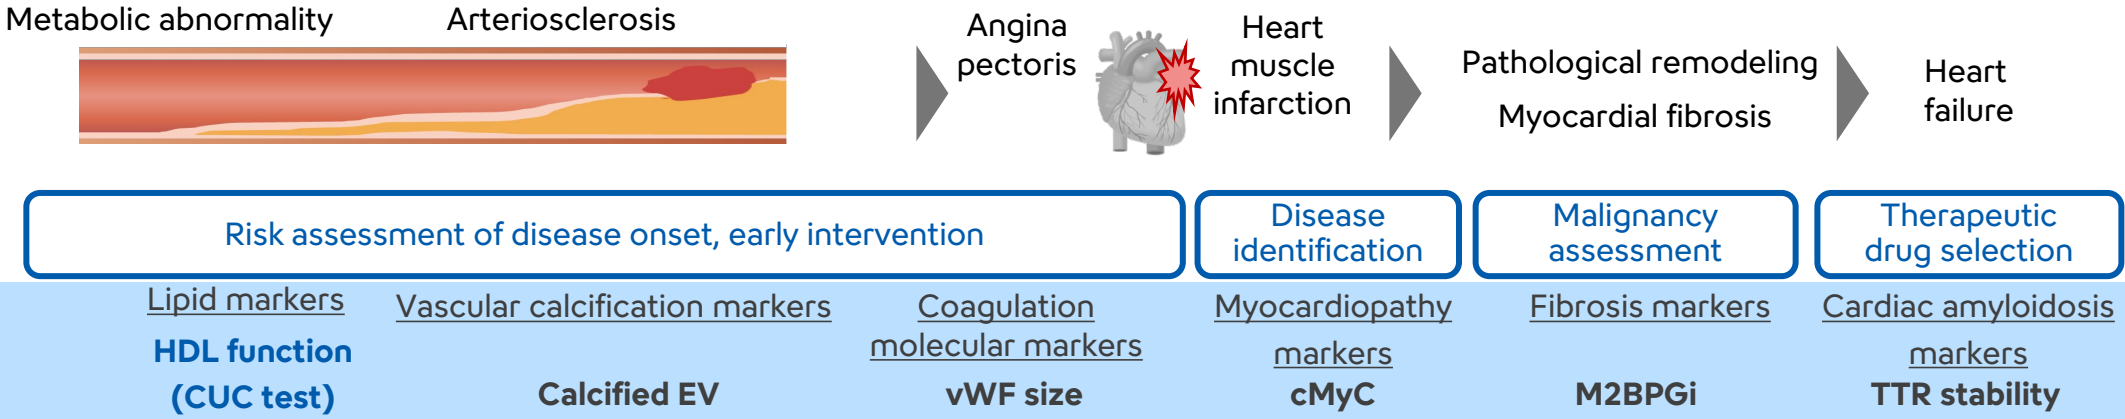 Metabolic abnormality
Arteriosclerosis
Angina
pectoris
Heart
muscle
infarction
Pathological remodeling
Myocardial fibrosis
Heart
failure
Risk assessment of disease onset, early intervention
Disease
identification
Malignancy
assessment
Therapeutic
drug selection
Lipid markers
HDL function
(CUC test)
Vascular calcification markers
Calcified EV
Coagulation
molecular markers
vWF size
Myocardiopathy
markers
cMyC
Fibrosis markers
M2BPGi
Cardiac amyloidosis
markers
TTR stability